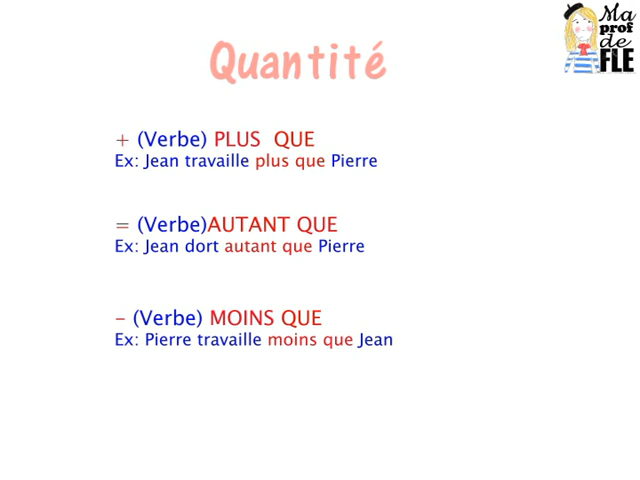 Quantité
Ma
prof
de
FLE
+ (Verbe) PLUS QUE
Ex: Jean travaille plus que Pierre
= (Verbe)AUTANT QUE
Ex: Jean dort autant que Pierre
- (Verbe) MOINS QUE
Ex: Pierre travaille moins que Jean